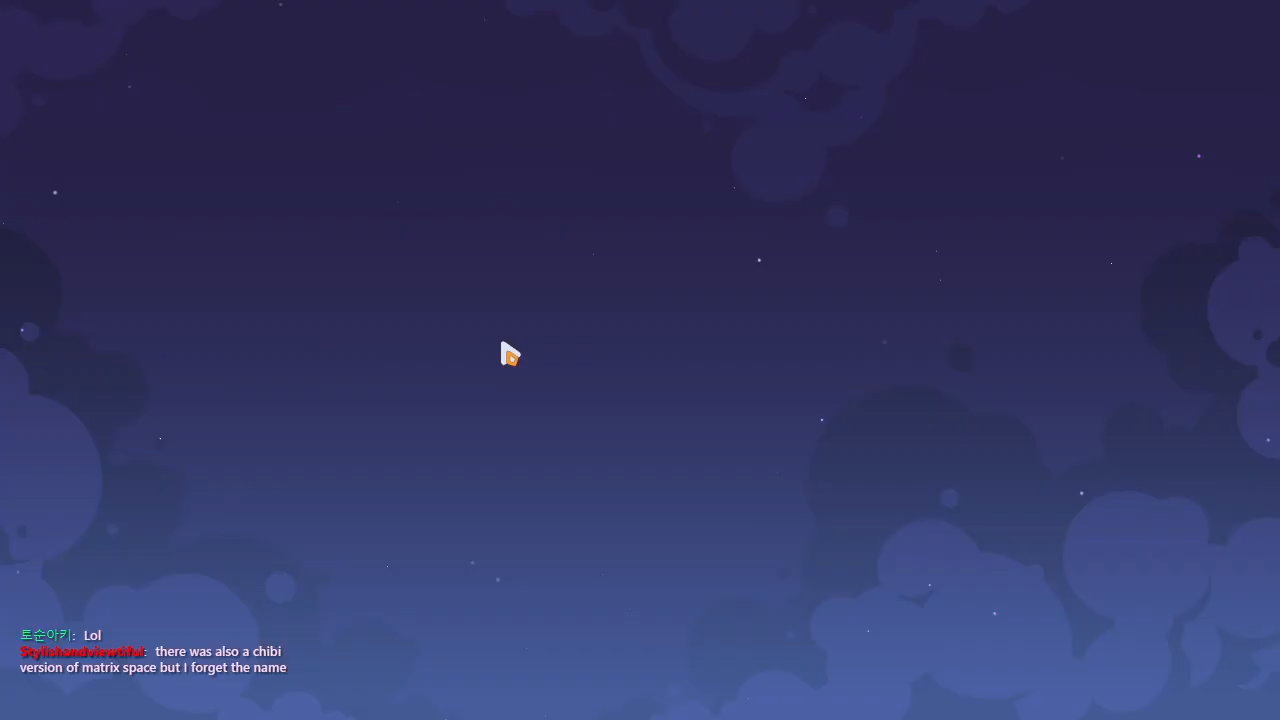 토순아키: Lol
Stylishandviewtiful: there was also a chibi
version of matrix space but I forget the name